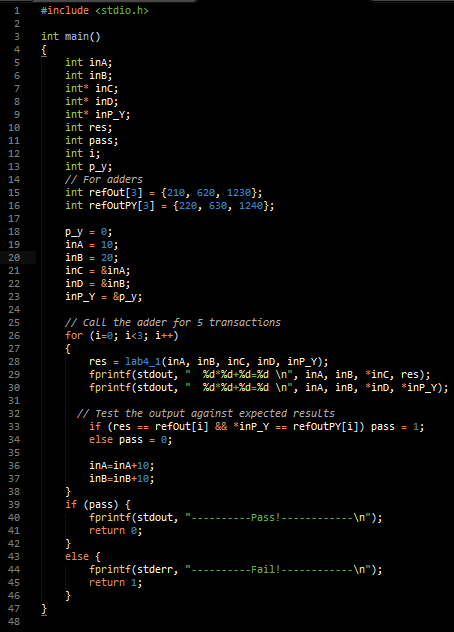 1 #include <stdio.h>
2
3 int main()
4 {
5 int inA;
6 int inB;
7 int* inC;
8 int* inD;
9 int* inP_Y;
10 int res;
11 int pass;
12 int i;
13 int p_y;
14 // For adders
15 int refOut[3] = {210, 620, 1230};
16 int refOutPY[3] = {220, 630, 1240};
17
18 p_y = 0;
19 inA = 10;
20 inB = 20;
21 inC = &inA;
22 inD = &inB;
23 inP_Y = &p_y;
24
25 // Call the adder for 5 transactions
26 for (i=0; i<3; i++)
27 {
28 res = lab4_1(inA, inB, inC, inD, inP_Y);
29 fprintf(stdout, "  %d*%d+%d=%d \n", inA, inB, *inC, res);
30 fprintf(stdout, "  %d*%d+%d=%d \n", inA, inB, *inD, *inP_Y);
31
32 // Test the output against expected results
33 if (res == refOut[i] && *inP_Y == refOutPY[i]) pass = 1;
34 else pass = 0;
35
36 inA=inA+10;
37 inB=inB+10;
38 }
39 if (pass) {
40 fprintf(stdout, "----------Pass!------------\n");
41 return 0;
42 }
43 else {
44 fprintf(stderr, "----------Fail!------------\n");
45 return 1;
46 }
47 }
48